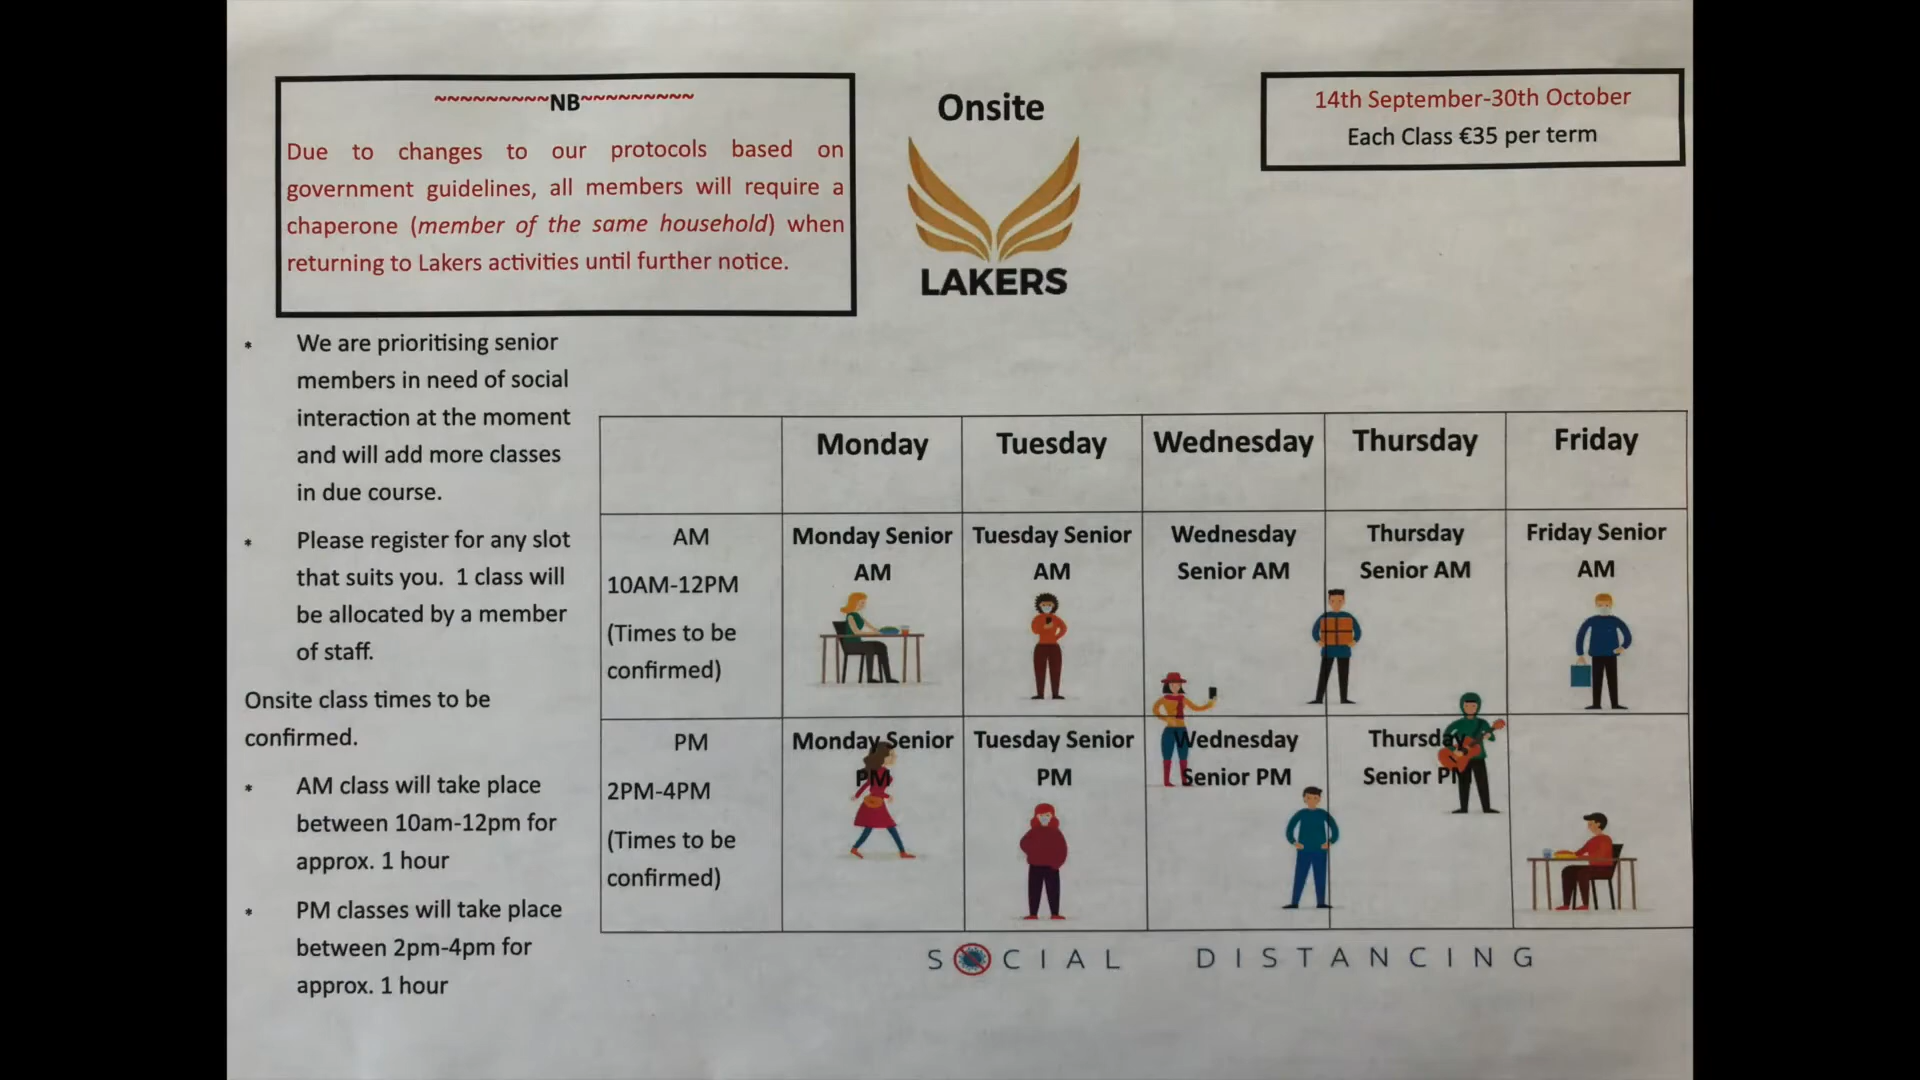 ~~~~~~~~~NB~~~~~~~~~
Due to changes to our protocols based on
government guidelines, all members will require a
chaperone (member of the same household) when
returning to Lakers activities until further notice.
Onsite
LAKERS
14th September-30th October
Each Class €35 per term
* We are prioritising senior
members in need of social
interaction at the moment
and will add more classes
in due course.
* Please register for any slot
that suits you. 1 class will
be allocated by a member
of staff.
Onsite class times to be
confirmed.
* AM class will take place
between 10am-12pm for
approx. 1 hour
* PM classes will take place
between 2pm-4pm for
approx. 1 hour
Monday Tuesday Wednesday Thursday Friday
AM
10AM-12PM
(Times to be
confirmed)
Monday Senior
AM
Tuesday Senior
AM
Wednesday
Senior AM
Thursday
Senior AM
Friday Senior
AM
PM
2PM-4PM
(Times to be
confirmed)
Monday Senior
PM
Tuesday Senior
PM
Wednesday
Senior PM
Thursday
Senior PM
SOCIAL DISTANCING